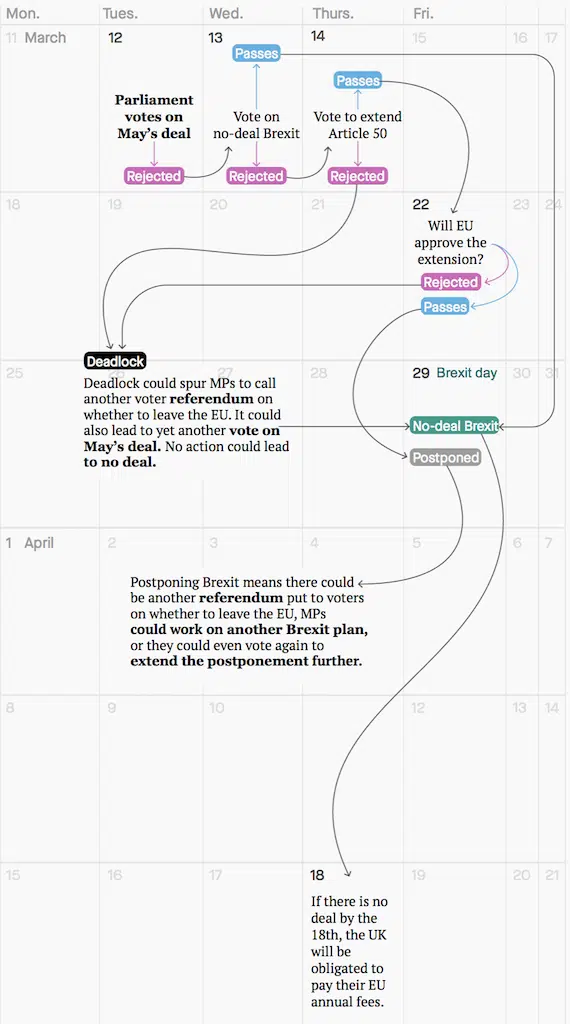 Mon. Tues. Wed. Thurs. Fri.
11 March 12 13 14 15 16 17
Passes
Passes
Parliament
votes on
May's deal
Vote on
no-deal Brexit
Vote to extend
Article 50
Rejected
Rejected
Rejected
18 19 20 21 22 23 24
Will EU
approve the
extension?
Rejected
Passes
Deadlock
25 27 28 29 Brexit day 30 31
Deadlock could spur MPs to call
another voter referendum on
whether to leave the EU. It could
also lead to yet another vote on
May's deal. No action could lead
to no deal.
No-deal Brexit
Postponed
1 April 2 3 4 5 6 7
Postponing Brexit means there could
be another referendum put to voters
on whether to leave the EU, MPs
could work on another Brexit plan,
or they could even vote again to
extend the postponement further.
8 9 10 12 13 14
15 16 17 18 19 20 21
If there is no
deal by the
18th, the UK
will be
obligated to
pay their EU
annual fees.